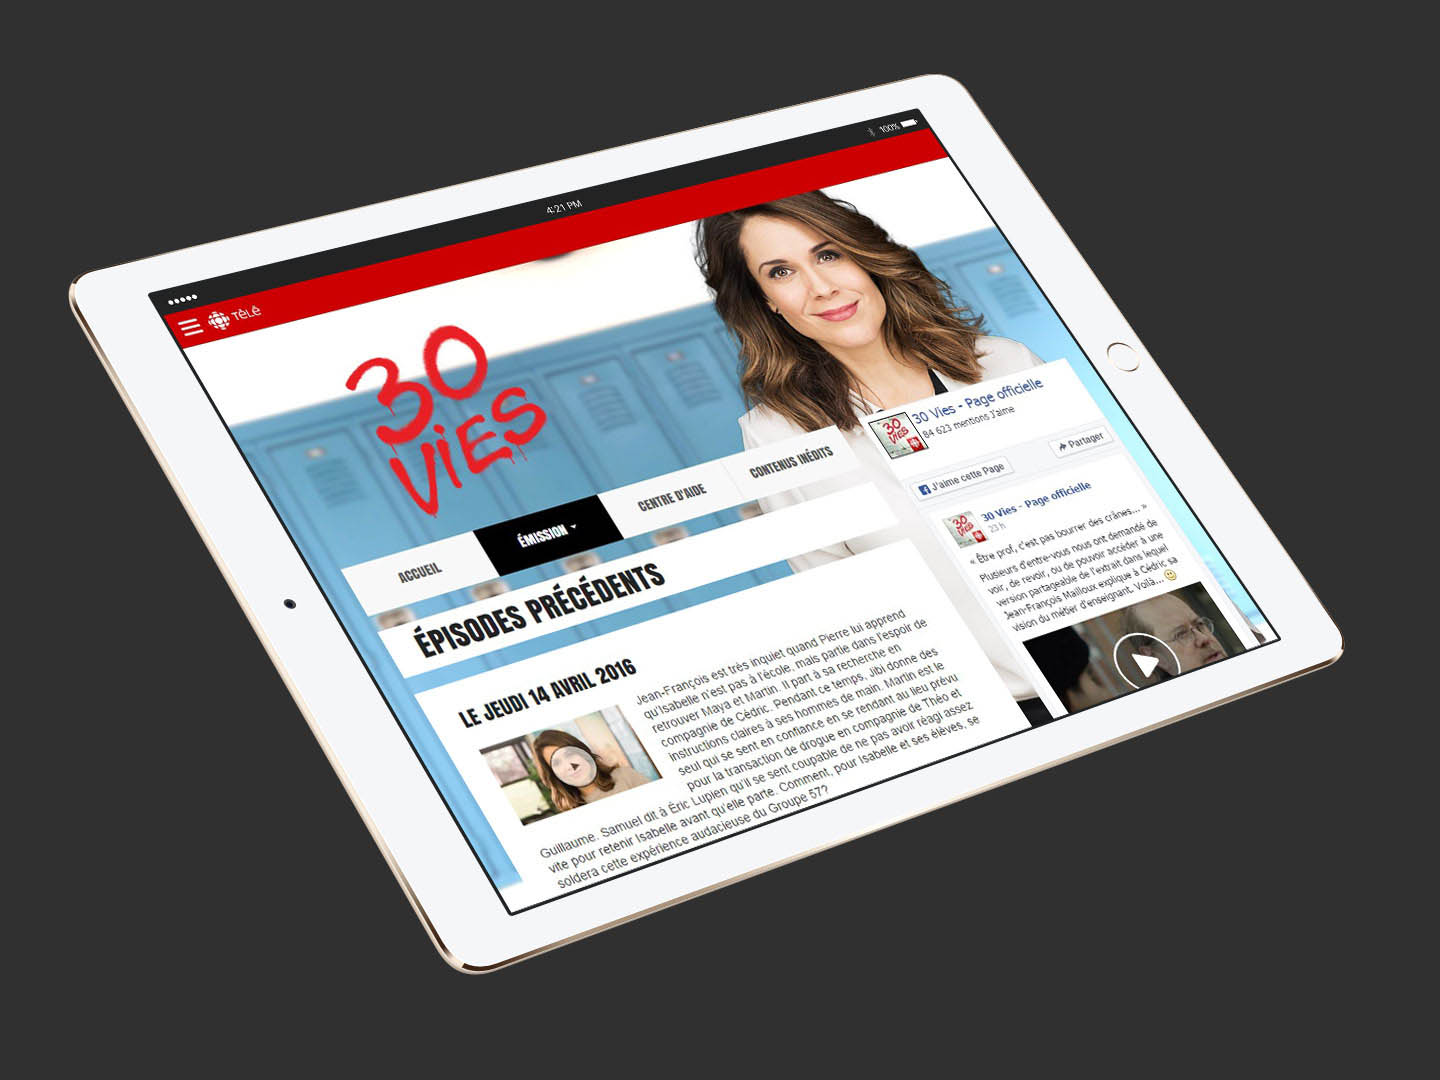 4:21 PM
100%
TÉLÉ
30
VIES
ACCUEIL
ÉMISSION
CENTRE D'AIDE
CONTENUS INÉDITS
ÉPISODES PRÉCÉDENTS
LE JEUDI 14 AVRIL 2016
Jean-François est très inquiet quand Pierre lui apprend
qu'Isabelle n'est pas à l'école, mais partie dans l'espoir de
retrouver Maya et Martin. Il part à sa recherche en
compagnie de Cédric. Pendant ce temps, Jibi donne des
instructions claires à ses hommes de main. Martin est le
seul qui se sent en confiance en se rendant au lieu prévu
pour la transaction de drogue en compagnie de Théo et
Guillaume. Samuel dit à Éric Lupien qu'il se sent coupable de ne pas avoir réagi assez
vite pour retenir Isabelle avant qu'elle parte. Comment, pour Isabelle et ses élèves, se
soldera cette expérience audacieuse du Groupe 57?
30
VIES
30 Vies - Page officielle
84 623 mentions J'aime
J'aime cette Page
Partager
30
VIES
30 Vies - Page officielle
23 h
« Être prof, c'est pas bourrer des crânes... »
Plusieurs d'entre-vous nous ont demandé de
voir, de revoir, ou de pouvoir accéder à une
version partageable de l'extrait dans lequel
Jean-François Mailloux explique à Cédric sa
vision du métier d'enseignant. Voilà...